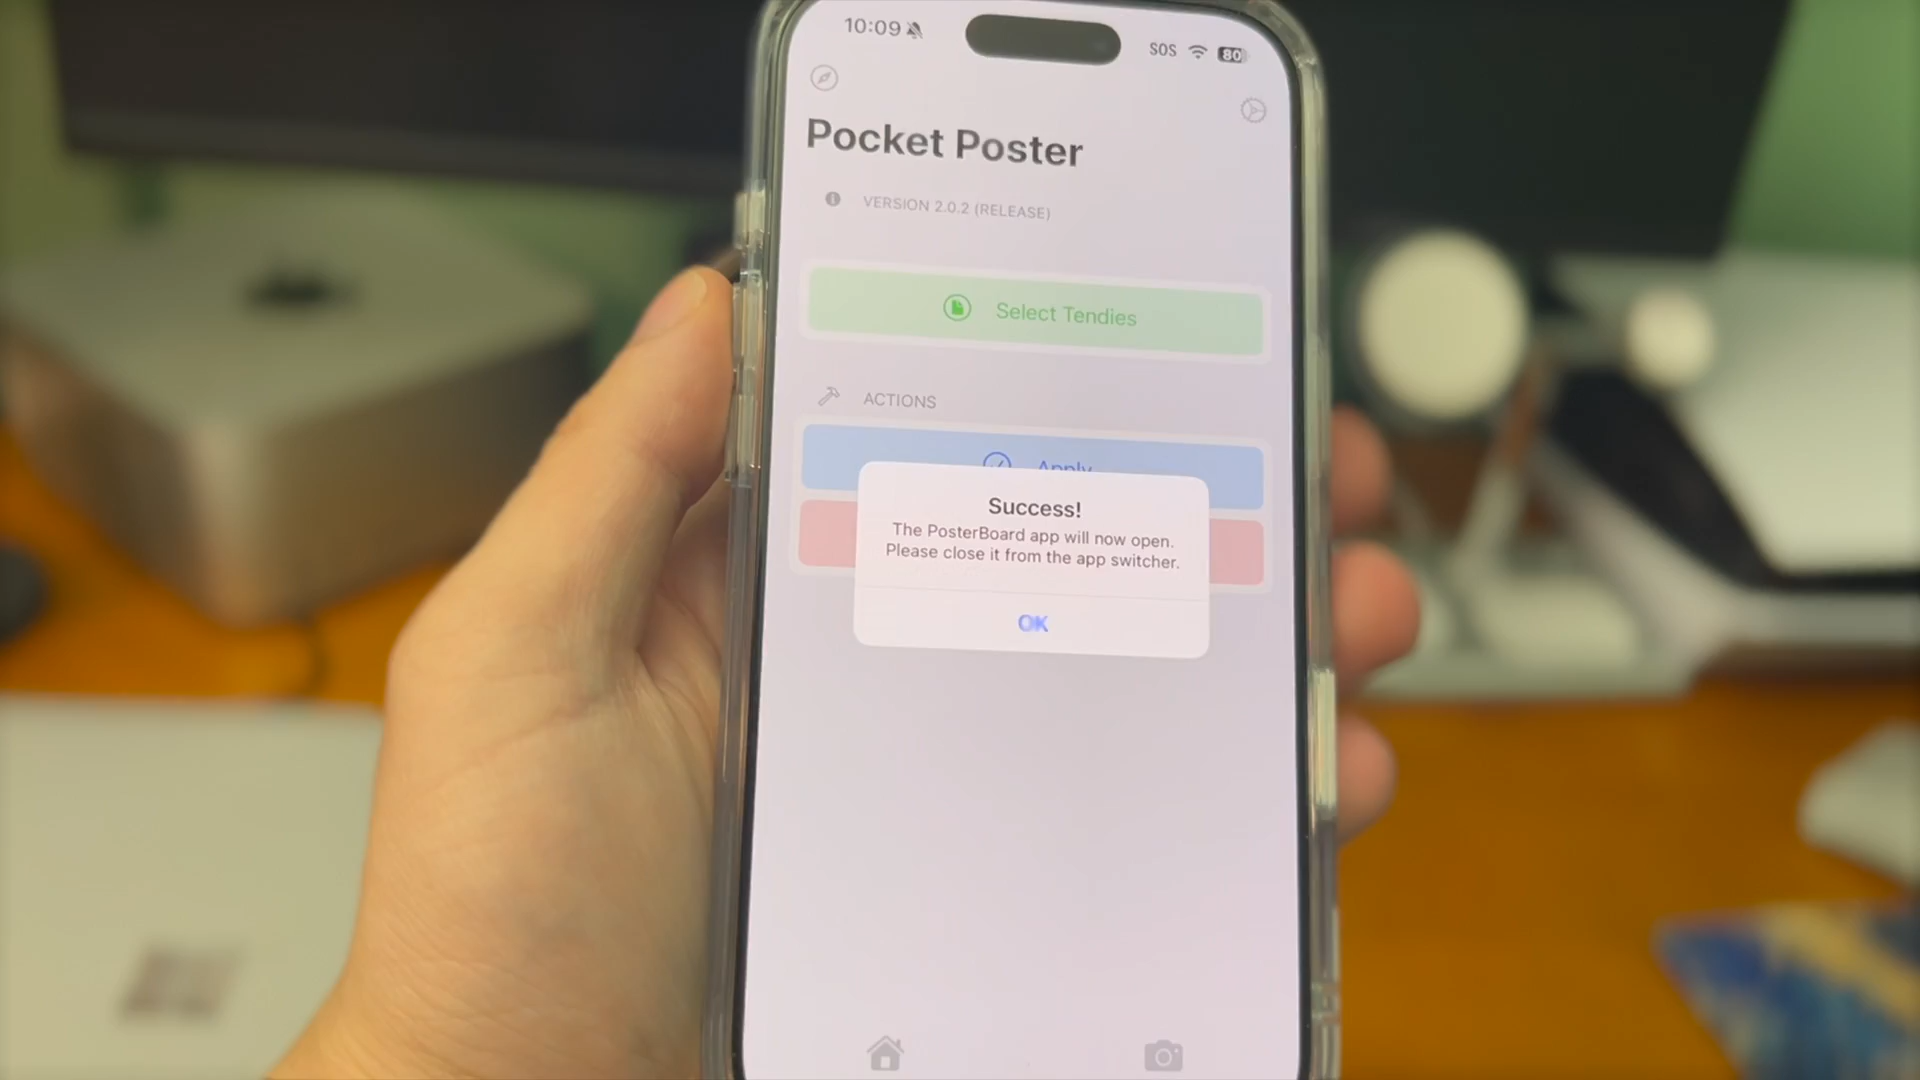 10:09
SOS
80
Pocket Poster
VERSION 2.0.2 (RELEASE)
Select Tendies
ACTIONS
Apply
Success!
The PosterBoard app will now open.
Please close it from the app switcher.
OK